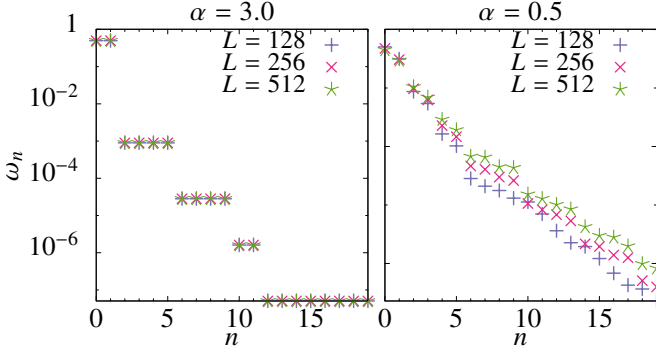 α = 3.0
α = 0.5
1
10⁻²
10⁻⁴
10⁻⁶
ωₙ
L = 128 +
L = 256 ×
L = 512
L = 128 +
L = 256 ×
L = 512
0 5 10 15
0 5 10 15
n
n